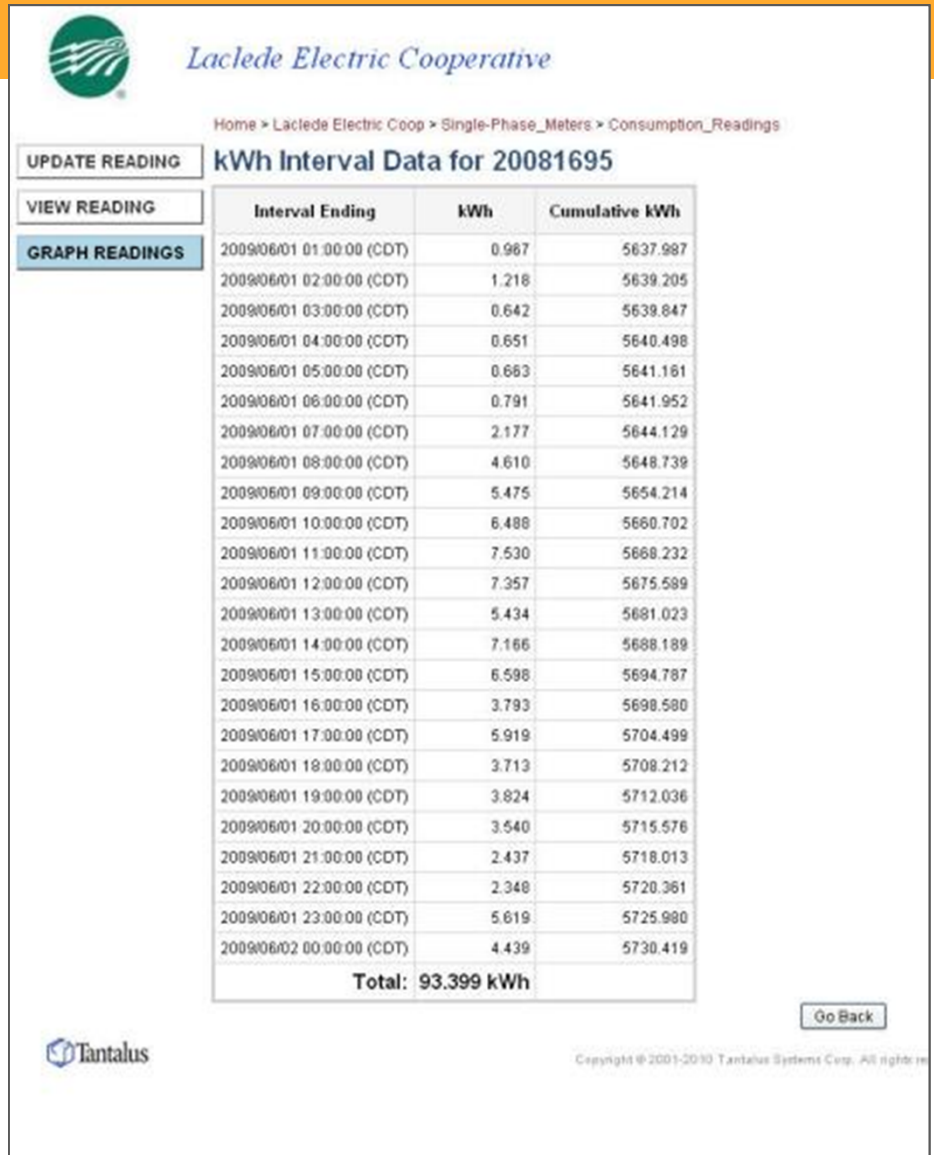 Laclede Electric Cooperative
Home > Laclede Electric Coop > Single-Phase_Meters > Consumption_Readings
UPDATE READING
VIEW READING
GRAPH READINGS
kWh Interval Data for 20081695
Interval Ending kWh Cumulative kWh
2009/06/01 01:00:00 (CDT) 0.967 5637.987
2009/06/01 02:00:00 (CDT) 1.218 5639.205
2009/06/01 03:00:00 (CDT) 0.642 5639.847
2009/06/01 04:00:00 (CDT) 0.651 5640.498
2009/06/01 05:00:00 (CDT) 0.663 5641.161
2009/06/01 06:00:00 (CDT) 0.791 5641.952
2009/06/01 07:00:00 (CDT) 2.177 5644.129
2009/06/01 08:00:00 (CDT) 4.610 5648.739
2009/06/01 09:00:00 (CDT) 5.475 5654.214
2009/06/01 10:00:00 (CDT) 6.488 5660.702
2009/06/01 11:00:00 (CDT) 7.530 5668.232
2009/06/01 12:00:00 (CDT) 7.357 5675.589
2009/06/01 13:00:00 (CDT) 5.434 5681.023
2009/06/01 14:00:00 (CDT) 7.166 5688.189
2009/06/01 15:00:00 (CDT) 6.598 5694.787
2009/06/01 16:00:00 (CDT) 3.793 5698.580
2009/06/01 17:00:00 (CDT) 5.919 5704.499
2009/06/01 18:00:00 (CDT) 3.713 5708.212
2009/06/01 19:00:00 (CDT) 3.824 5712.036
2009/06/01 20:00:00 (CDT) 3.540 5715.576
2009/06/01 21:00:00 (CDT) 2.437 5718.013
2009/06/01 22:00:00 (CDT) 2.348 5720.361
2009/06/01 23:00:00 (CDT) 5.619 5725.980
2009/06/02 00:00:00 (CDT) 4.439 5730.419
Total: 93.399 kWh
Go Back
Tantalus
Copyright © 2001-2010 Tantalus Systems Corp. All rights re